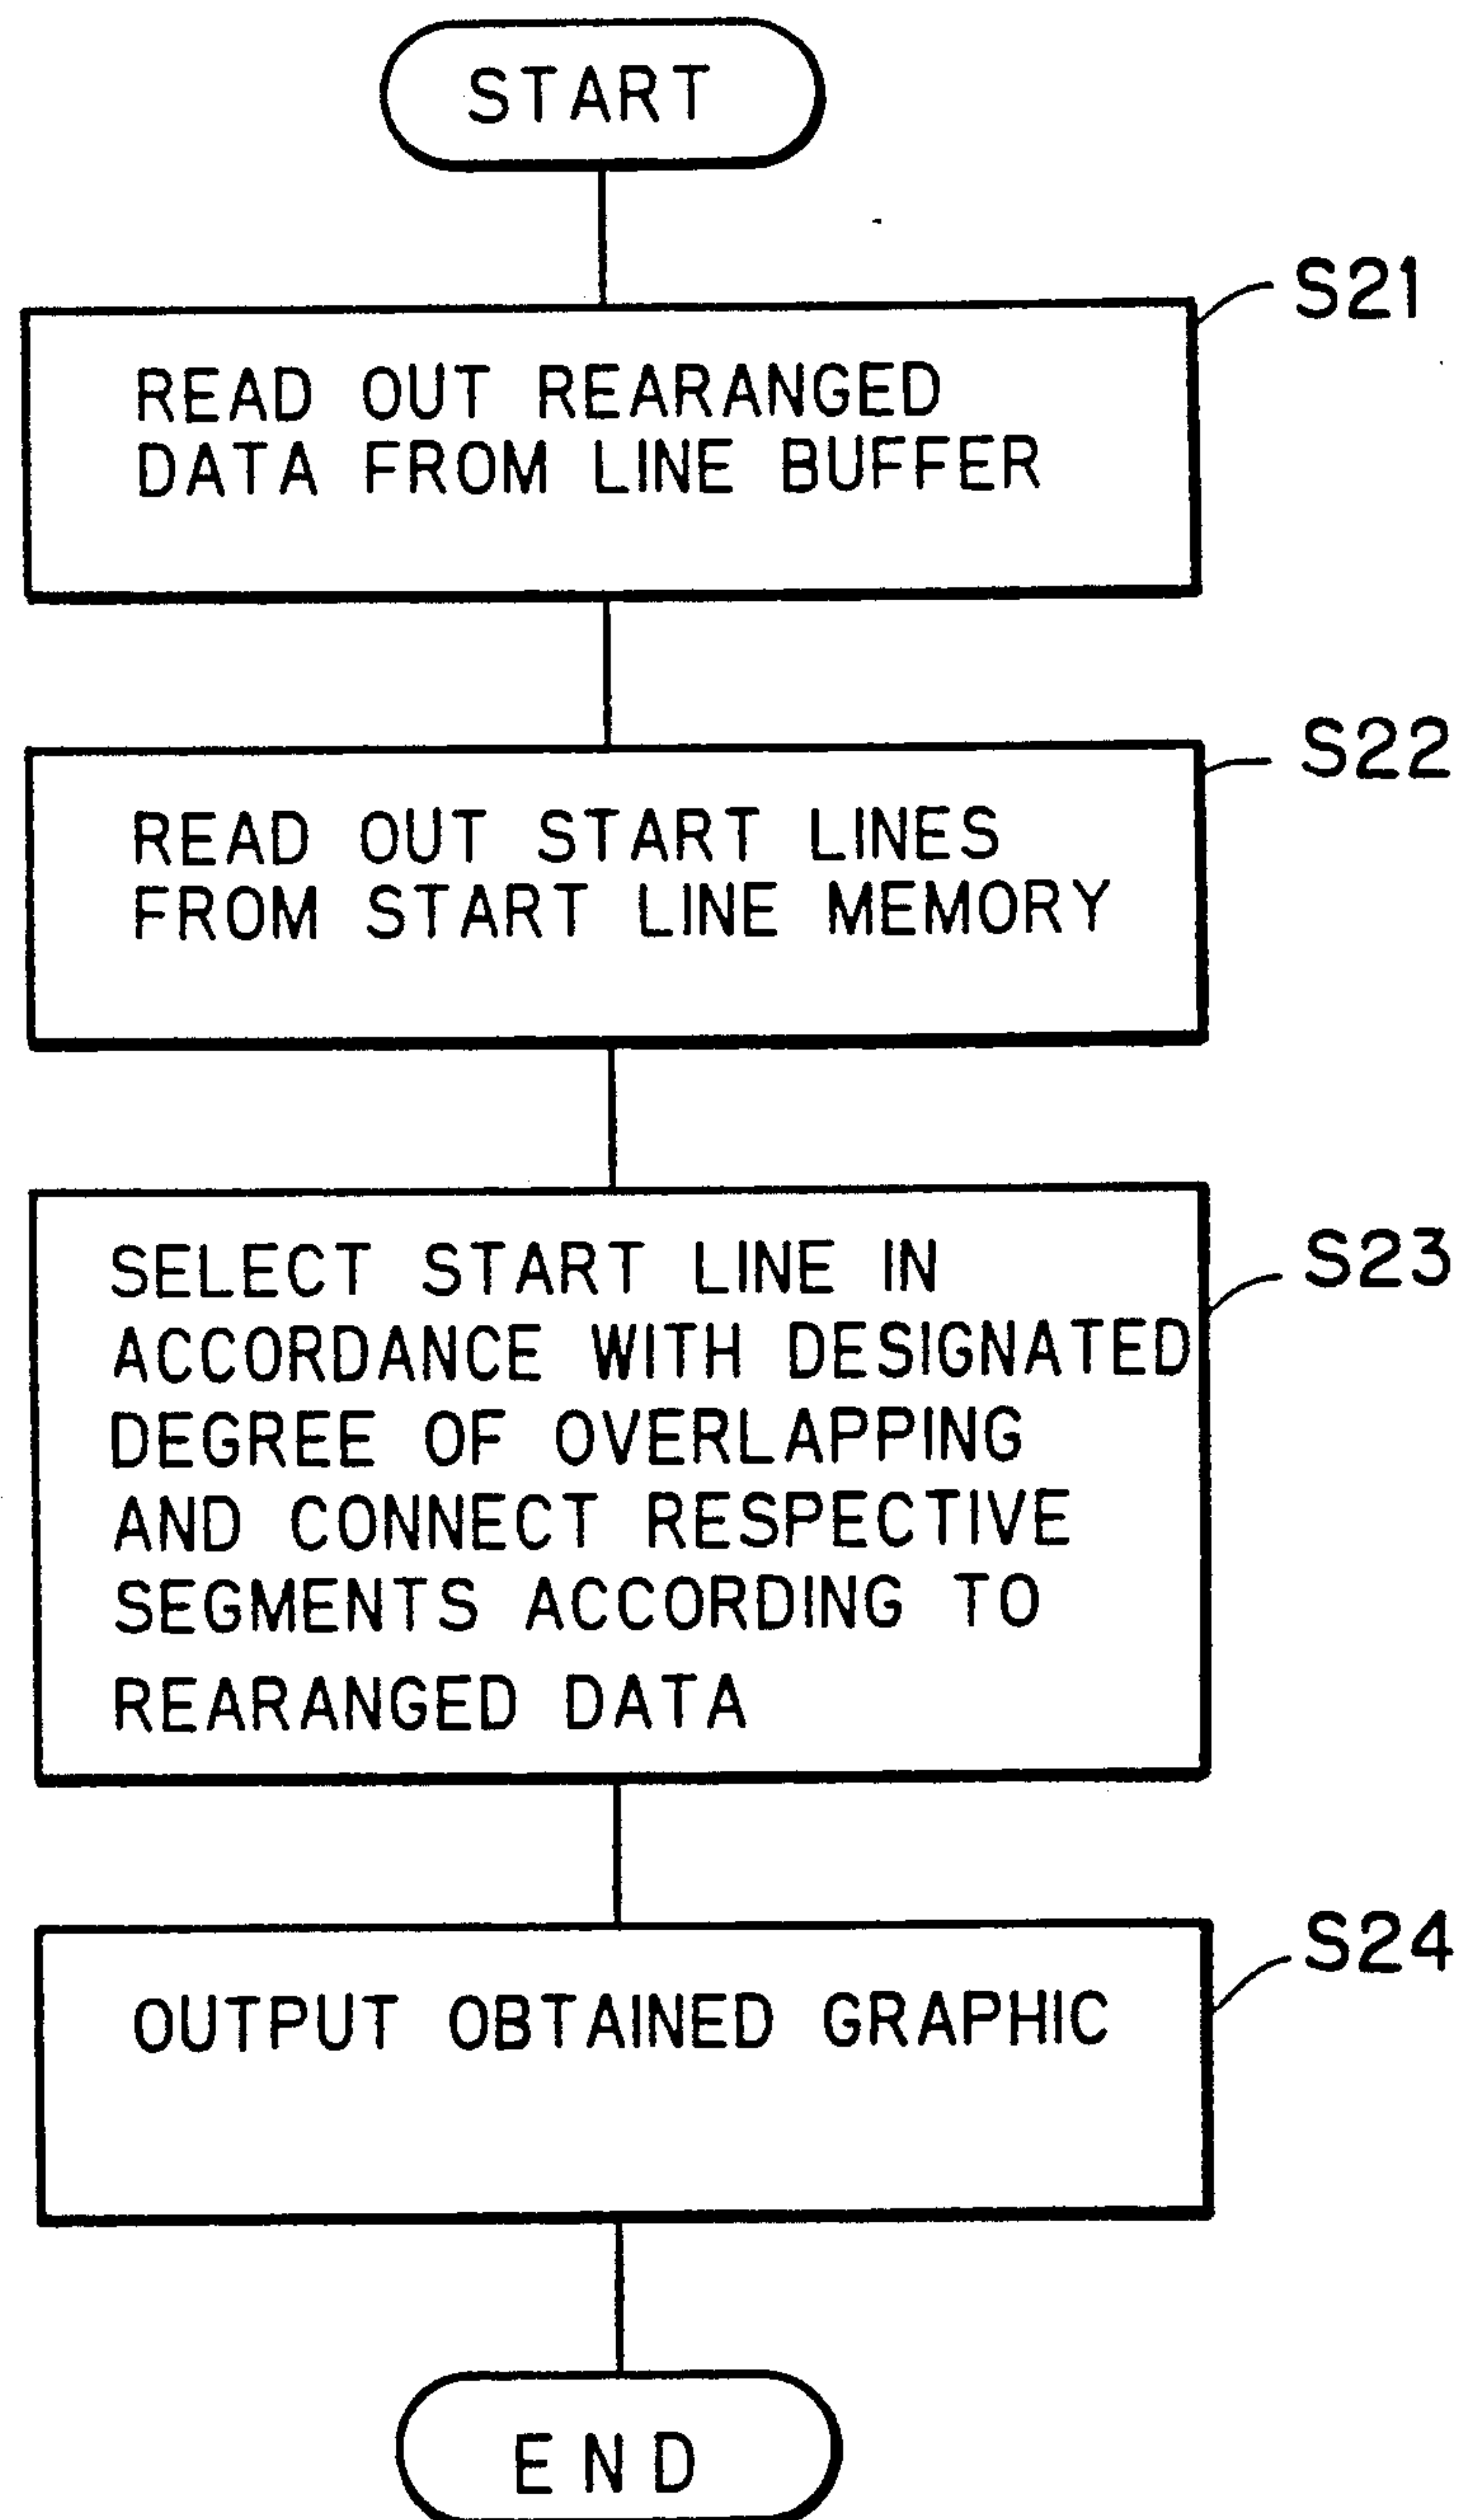 START
S21
READ OUT REARANGED
DATA FROM LINE BUFFER
S22
READ OUT START LINES
FROM START LINE MEMORY
S23
SELECT START LINE IN
ACCORDANCE WITH DESIGNATED
DEGREE OF OVERLAPPING
AND CONNECT RESPECTIVE
SEGMENTS ACCORDING TO
REARANGED DATA
S24
OUTPUT OBTAINED GRAPHIC
END